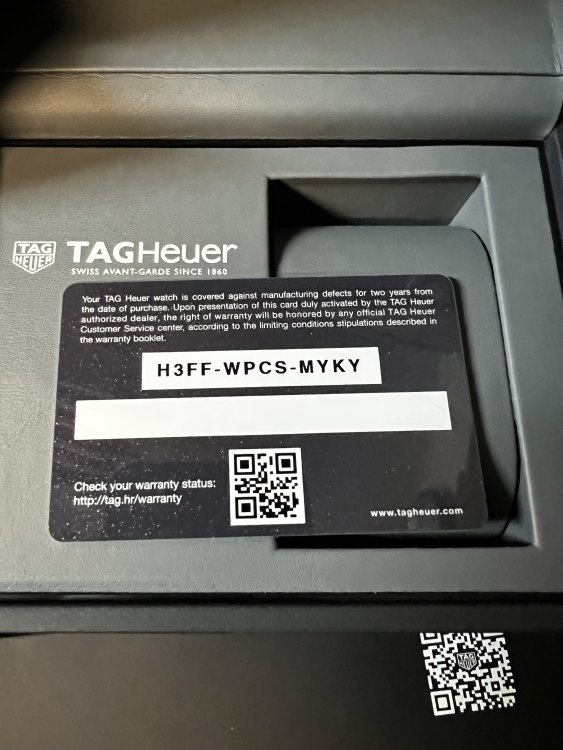 TAG
HEUER
TAGHeuer
SWISS AVANT-GARDE SINCE 1860
Your TAG Heuer watch is covered against manufacturing defects for two years from
the date of purchase. Upon presentation of this card duly activated by the TAG Heuer
authorized dealer, the right of warranty will be honored by any official TAG Heuer
Customer Service center, according to the limiting conditions stipulations described in
the warranty booklet.
H3FF-WPCS-MYKY
Check your warranty status:
http://tag.hr/warranty
www.tagheuer.com
TAG
HEUER